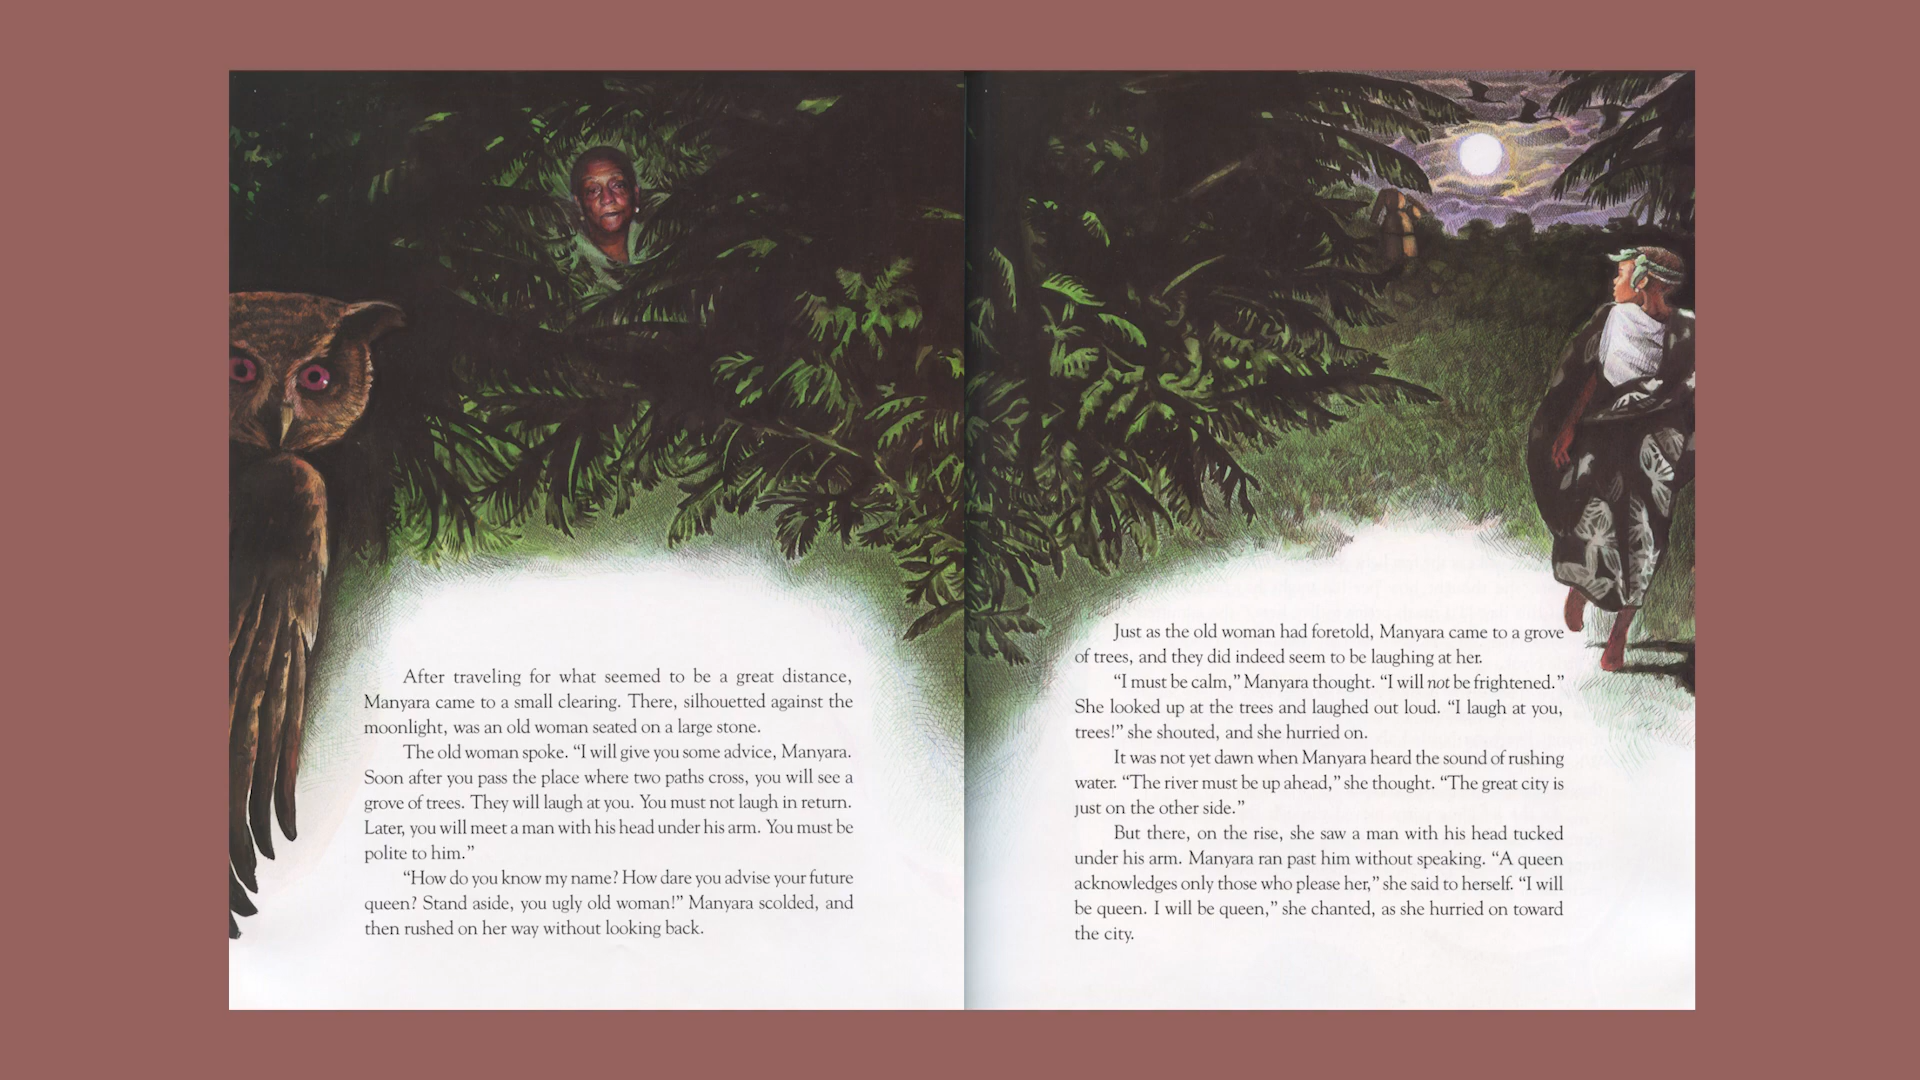 After traveling for what seemed to be a great distance,
Manyara came to a small clearing. There, silhouetted against the
moonlight, was an old woman seated on a large stone.
The old woman spoke. “I will give you some advice, Manyara.
Soon after you pass the place where two paths cross, you will see a
grove of trees. They will laugh at you. You must not laugh in return.
Later, you will meet a man with his head under his arm. You must be
polite to him.”
“How do you know my name? How dare you advise your future
queen? Stand aside, you ugly old woman!” Manyara scolded, and
then rushed on her way without looking back.
Just as the old woman had foretold, Manyara came to a grove
of trees, and they did indeed seem to be laughing at her.
“I must be calm,” Manyara thought. “I will not be frightened.”
She looked up at the trees and laughed out loud. “I laugh at you,
trees!” she shouted, and she hurried on.
It was not yet dawn when Manyara heard the sound of rushing
water. “The river must be up ahead,” she thought. “The great city is
just on the other side.”
But there, on the rise, she saw a man with his head tucked
under his arm. Manyara ran past him without speaking. “A queen
acknowledges only those who please her,” she said to herself. “I will
be queen. I will be queen,” she chanted, as she hurried on toward
the city.